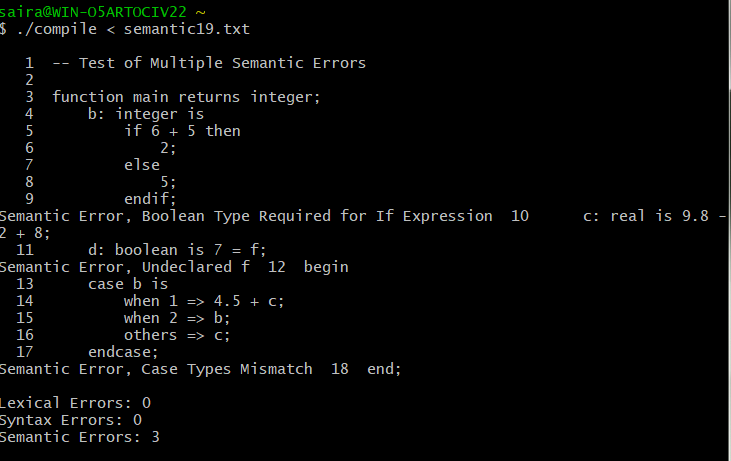 saira@WIN-O5ARTOCIV22 ~
$ ./compile < semantic19.txt
1 -- Test of Multiple Semantic Errors
2
3 function main returns integer;
4 b: integer is
5 if 6 + 5 then
6 2;
7 else
8 5;
9 endif;
Semantic Error, Boolean Type Required for If Expression 10 c: real is 9.8 -
2 + 8;
11 d: boolean is 7 = f;
Semantic Error, Undeclared f 12 begin
13 case b is
14 when 1 => 4.5 + c;
15 when 2 => b;
16 others => c;
17 endcase;
Semantic Error, Case Types Mismatch 18 end;
Lexical Errors: 0
Syntax Errors: 0
Semantic Errors: 3